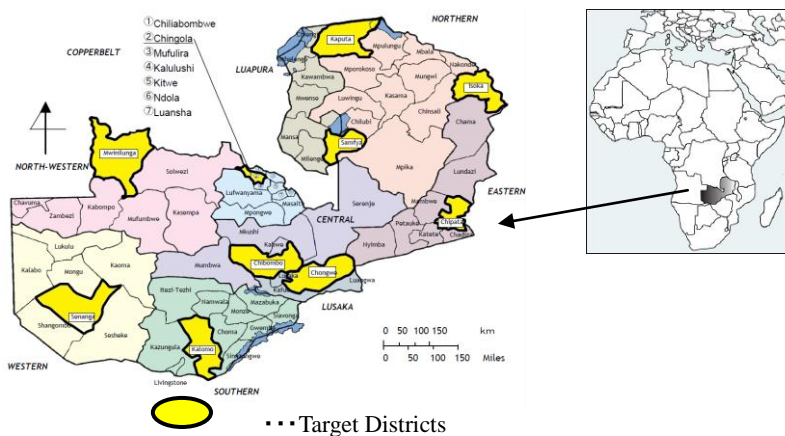 ①Chiliabombwe
②Chingola
③Mufulira
④Kalulushi
⑤Kitwe
⑥Ndola
⑦Luansha
COPPERBELT
NORTHERN
LUAPURA
NORTH-WESTERN
EASTERN
CENTRAL
LUSAKA
WESTERN
SOUTHERN
Kaputa
Mpulungu
Mbala
Nakonde
Kawambwa
Mporokoso
Mungwi
Isoka
Mwense
Luwingu
Kasama
Chinsali
Chilubi
Chama
Mansa
Samfya
Milenge
Mpika
Lundazi
Mwinilunga
Solwezi
Chavuma
Zambezi
Kabompo
Mufumbwe
Kasempa
Lufwanyama
Masaiti
Mpongwe
Serenje
Mambwe
Chipata
Petauke
Katete
Chadiza
Nyimba
Mkushi
Kabwe
Chibombo
Chongwe
Luangwa
Kafue
Mumbwa
Lukulu
Kalabo
Mongu
Kaoma
Senanga
Shangombo
Sesheke
Itezi-Tezhi
Namwala
Mazabuka
Monze
Siavonga
Gwembe
Choma
Kalomo
Kazungula
Livingstone
0 50 100 150 km
0 50 100 150 Miles
･･･Target Districts